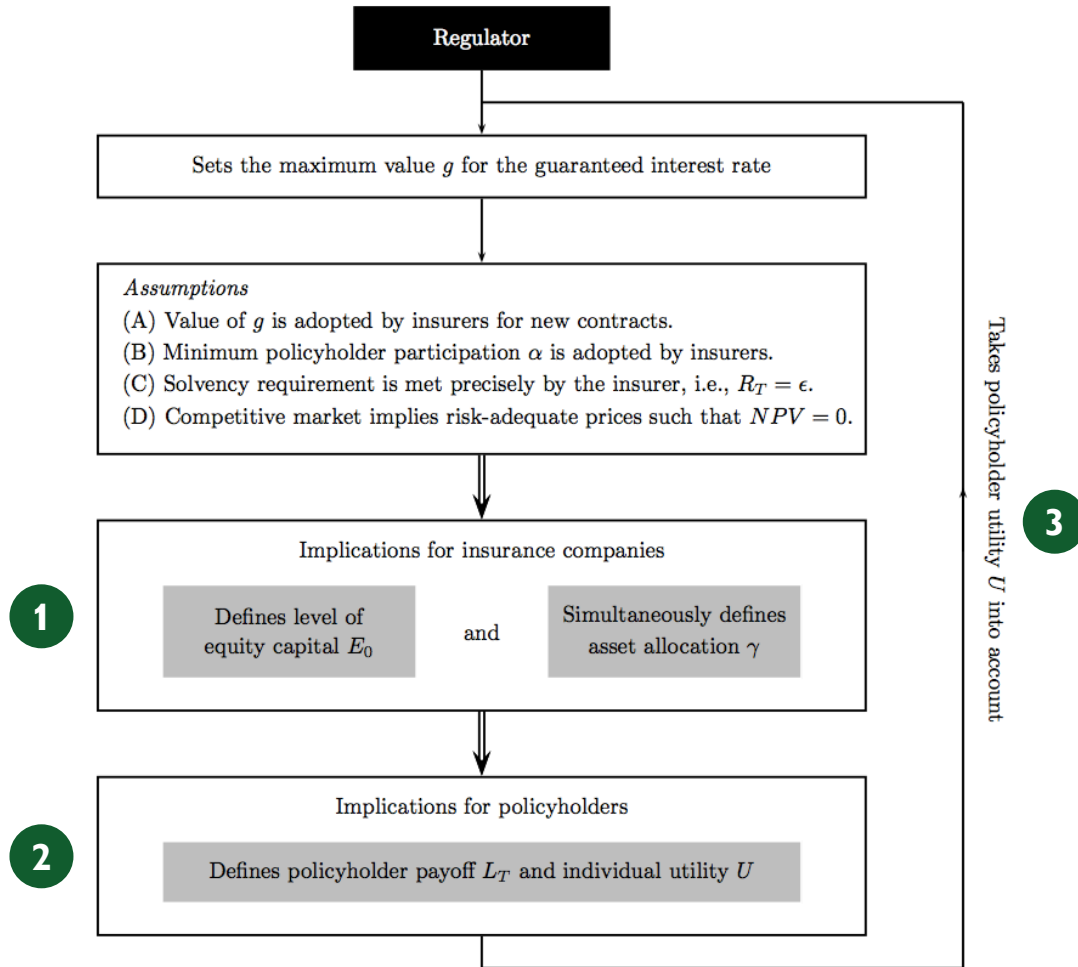 Regulator
Sets the maximum value g for the guaranteed interest rate
Assumptions
(A) Value of g is adopted by insurers for new contracts.
(B) Minimum policyholder participation α is adopted by insurers.
(C) Solvency requirement is met precisely by the insurer, i.e., R_T = ϵ.
(D) Competitive market implies risk-adequate prices such that NPV = 0.
Implications for insurance companies
1
Defines level of
equity capital E_0
and
Simultaneously defines
asset allocation γ
Implications for policyholders
2
Defines policyholder payoff L_T and individual utility U
Takes policyholder utility U into account
3